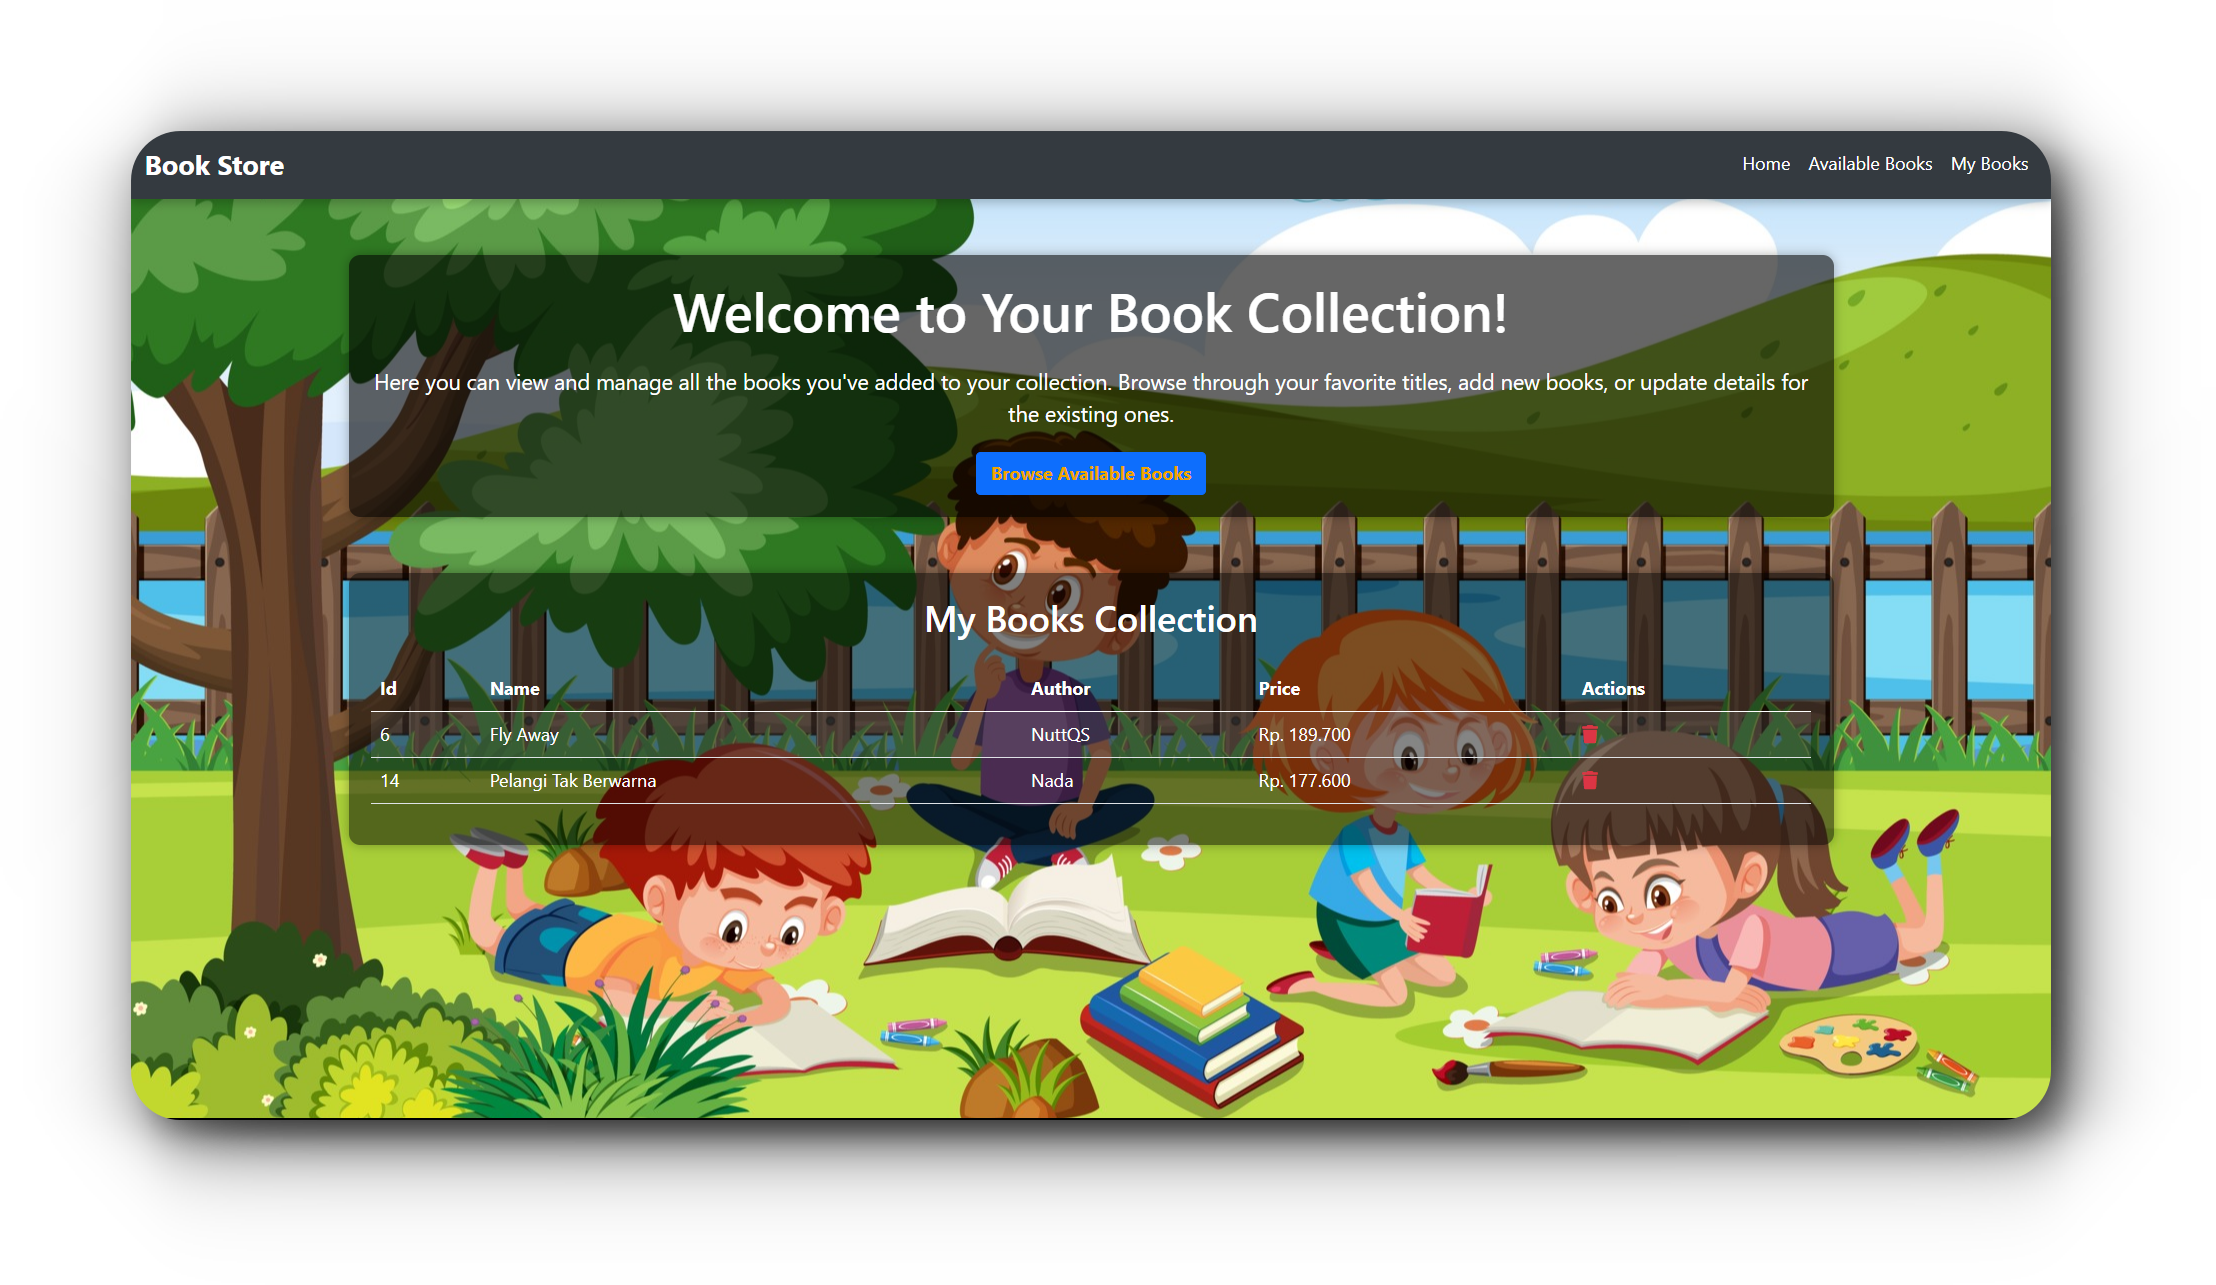 Book Store
Home Available Books My Books
Welcome to Your Book Collection!
Here you can view and manage all the books you've added to your collection. Browse through your favorite titles, add new books, or update details for
the existing ones.
Browse Available Books
My Books Collection
Id Name Author Price Actions
6 Fly Away NuttQS Rp. 189.700
14 Pelangi Tak Berwarna Nada Rp. 177.600